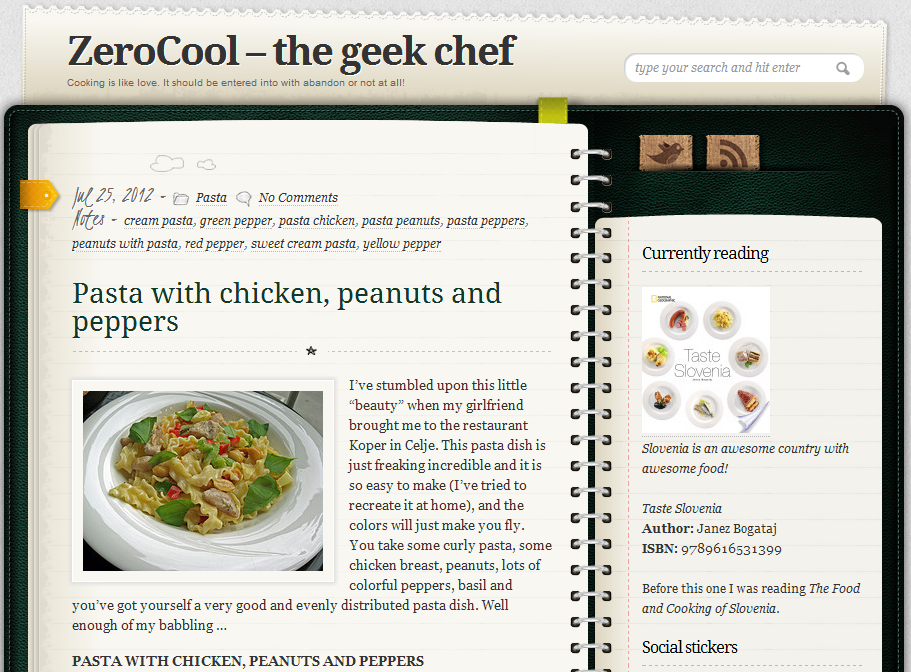 ZeroCool – the geek chef
Cooking is like love. It should be entered into with abandon or not at all!
type your search and hit enter
Jul 25, 2012 - Pasta No Comments
Notes - cream pasta, green pepper, pasta chicken, pasta peanuts, pasta peppers,
peanuts with pasta, red pepper, sweet cream pasta, yellow pepper
Pasta with chicken, peanuts and
peppers
I’ve stumbled upon this little
“beauty” when my girlfriend
brought me to the restaurant
Koper in Celje. This pasta dish is
just freaking incredible and it is
so easy to make (I’ve tried to
recreate it at home), and the
colors will just make you fly.
You take some curly pasta, some
chicken breast, peanuts, lots of
colorful peppers, basil and
you’ve got yourself a very good and evenly distributed pasta dish. Well
enough of my babbling ...
PASTA WITH CHICKEN, PEANUTS AND PEPPERS
Currently reading
NATIONAL
GEOGRAPHIC
Taste
Slovenia
Slovenia is an awesome country with
awesome food!
Taste Slovenia
Author: Janez Bogataj
ISBN: 9789616531399
Before this one I was reading The Food
and Cooking of Slovenia.
Social stickers